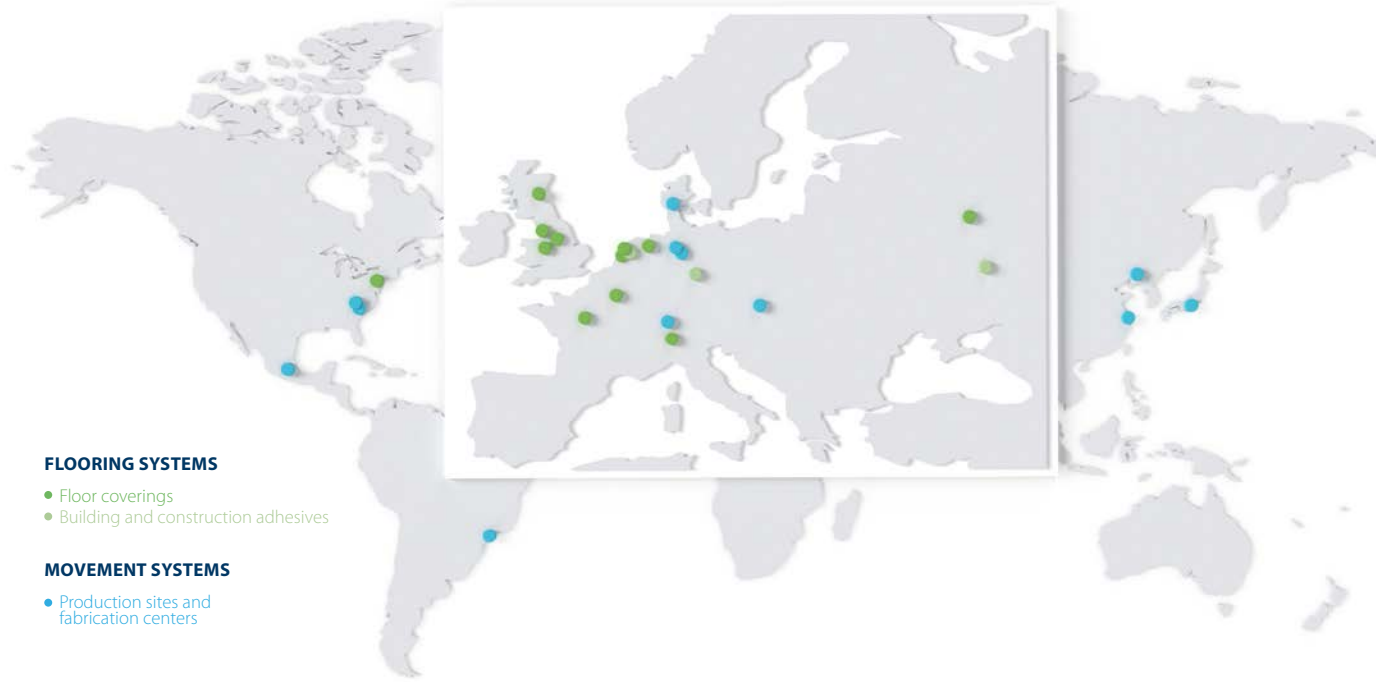 FLOORING SYSTEMS
Floor coverings
Building and construction adhesives
MOVEMENT SYSTEMS
Production sites and
fabrication centers